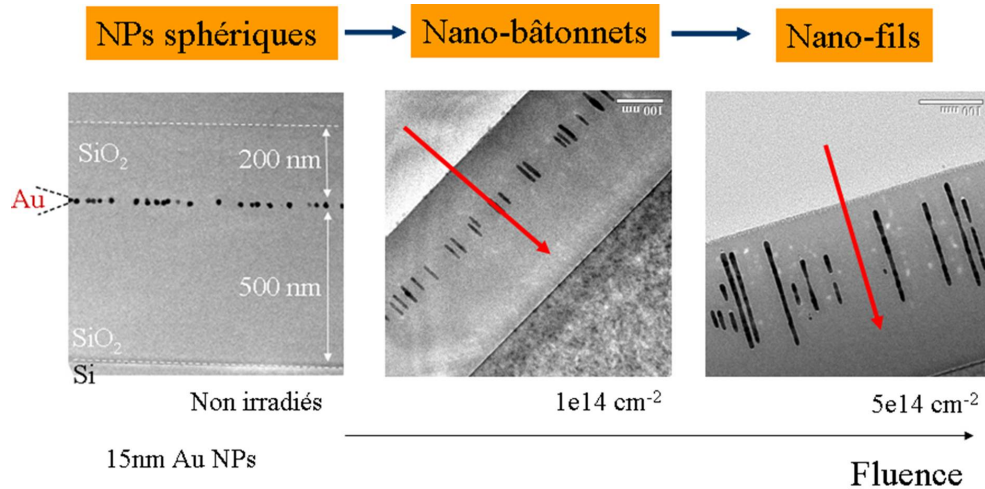 NPs sphériques
Nano-bâtonnets
Nano-fils
SiO2
200 nm
Au
500 nm
SiO2
Si
100 nm
100 nm
Non irradiés
1e14 cm-2
5e14 cm-2
15nm Au NPs
Fluence